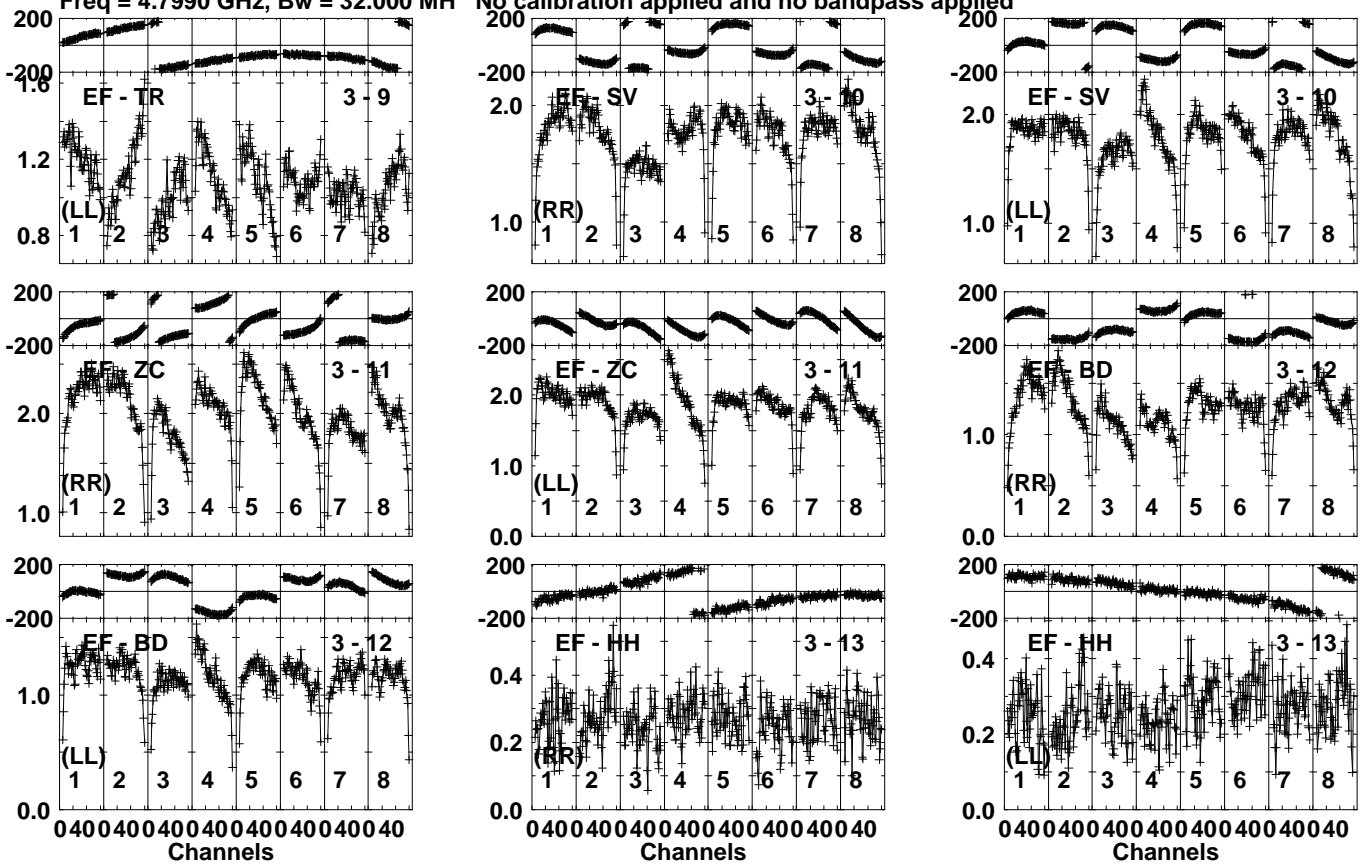 Freq = 4.7990 GHz, Bw = 32.000 MH No calibration applied and no bandpass applied
200
-200
1.6
1.2
0.8
EF - TR 3 - 9
(LL)
1 2 3 4 5 6 7 8
200
-200
2.0
1.0
EF - SV 3 - 10
(RR)
1 2 3 4 5 6 7 8
200
-200
2.0
1.0
EF - SV 3 - 10
(LL)
1 2 3 4 5 6 7 8
200
-200
2.0
1.0
EF - ZC 3 - 11
(RR)
1 2 3 4 5 6 7 8
200
-200
2.0
1.0
0.0
EF - ZC 3 - 11
(LL)
1 2 3 4 5 6 7 8
200
-200
1.0
0.0
EF - BD 3 - 12
(RR)
1 2 3 4 5 6 7 8
200
-200
1.0
0.0
EF - BD 3 - 12
(LL)
1 2 3 4 5 6 7 8
0 40 0 40 0 40 0 40 0 40 0 40 0 40 0 40
Channels
200
-200
0.4
0.2
0.0
EF - HH 3 - 13
(RR)
1 2 3 4 5 6 7 8
0 40 0 40 0 40 0 40 0 40 0 40 0 40 0 40
Channels
200
-200
0.4
0.2
0.0
EF - HH 3 - 13
(LL)
1 2 3 4 5 6 7 8
0 40 0 40 0 40 0 40 0 40 0 40 0 40 0 40
Channels